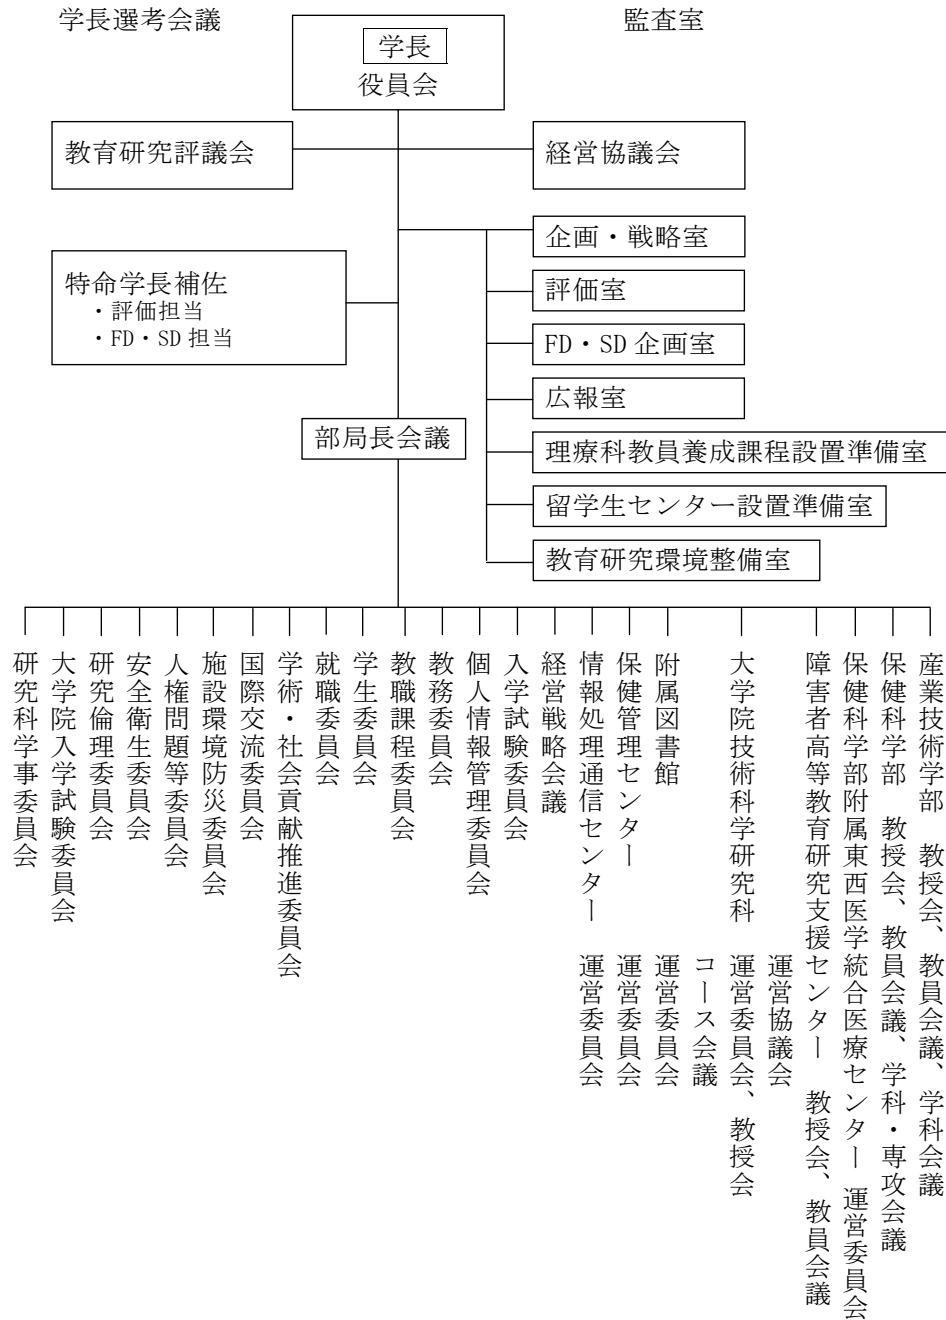 学長選考会議
監査室
学長
役員会
教育研究評議会
経営協議会
企画・戦略室
特命学長補佐
・評価担当
・FD・SD 担当
評価室
FD・SD 企画室
広報室
部局長会議
理療科教員養成課程設置準備室
留学生センター設置準備室
教育研究環境整備室
産業技術学部 教授会、教員会議、学科会議
保健科学部 教授会、教員会議、学科・専攻会議
保健科学部附属東西医学統合医療センター 運営委員会
障害者高等教育研究支援センター 教授会、教員会議
運営協議会
大学院技術科学研究科 運営委員会、教授会
コース会議
附属図書館 運営委員会
保健管理センター 運営委員会
情報処理通信センター 運営委員会
経営戦略会議
入学試験委員会
個人情報管理委員会
教務委員会
教職課程委員会
学生委員会
就職委員会
学術・社会貢献推進委員会
国際交流委員会
施設環境防災委員会
人権問題等委員会
安全衛生委員会
研究倫理委員会
大学院入学試験委員会
研究科学事委員会